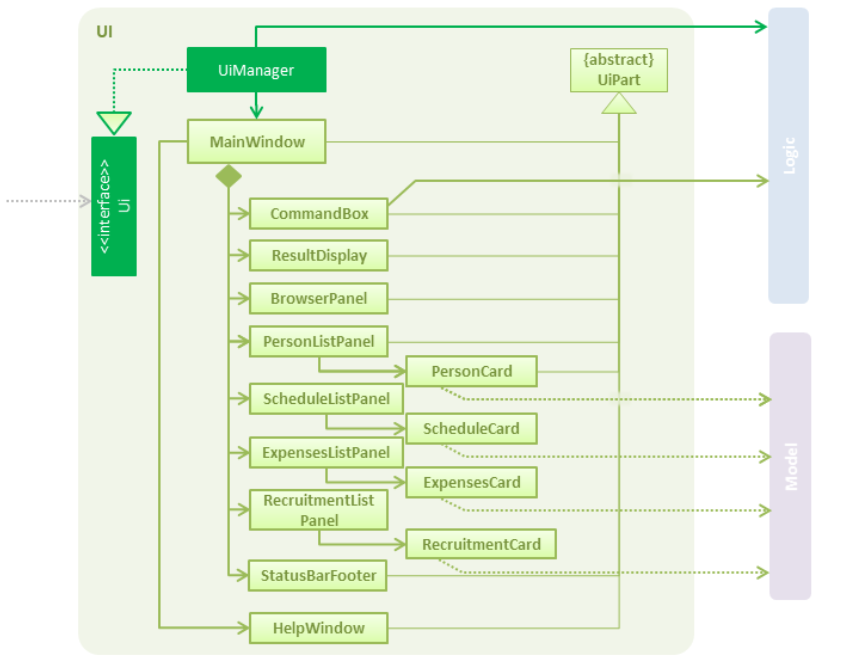 UI
UiManager
{abstract}
UiPart
MainWindow
<<interface>>
Ui
Logic
CommandBox
ResultDisplay
BrowserPanel
PersonListPanel
PersonCard
ScheduleListPanel
ScheduleCard
ExpensesListPanel
ExpensesCard
RecruitmentList
Panel
RecruitmentCard
Model
StatusBarFooter
HelpWindow